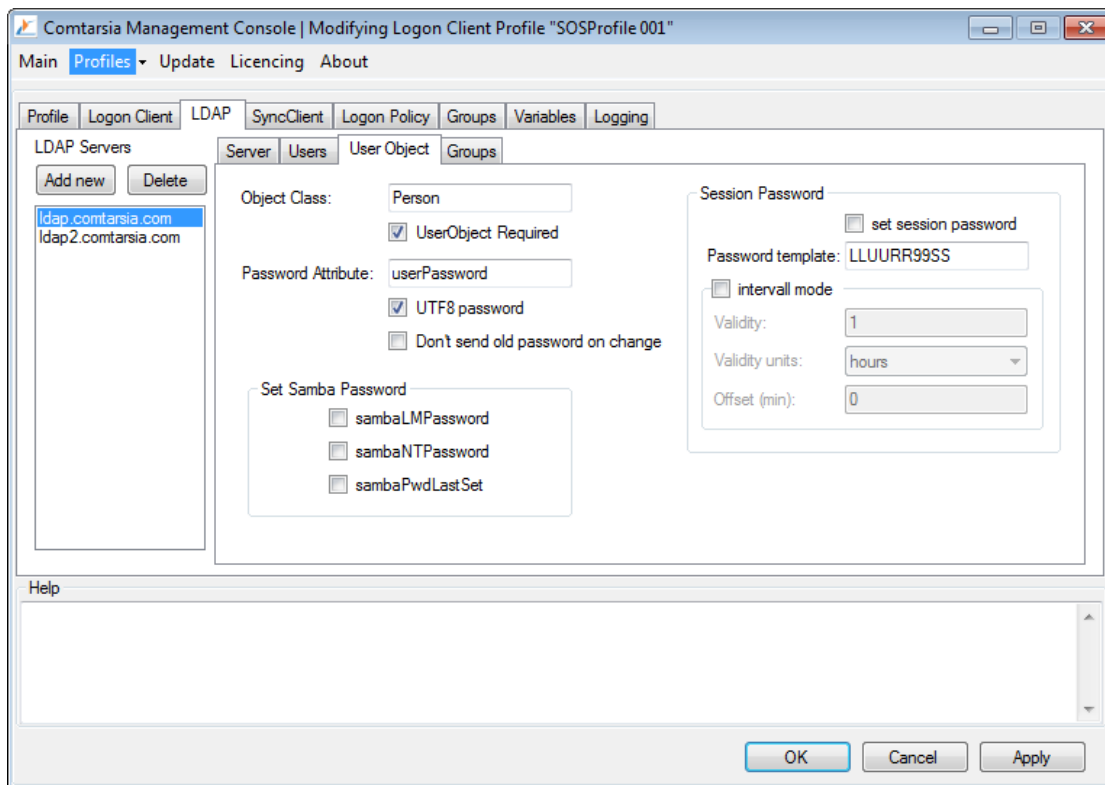 Comtarsia Management Console | Modifying Logon Client Profile "SOSProfile 001"
Main Profiles Update Licencing About
Profile Logon Client LDAP SyncClient Logon Policy Groups Variables Logging
LDAP Servers
Add new Delete
ldap.comtarsia.com
ldap2.comtarsia.com
Server Users User Object Groups
Object Class: Person
UserObject Required
Password Attribute: userPassword
UTF8 password
Don't send old password on change
Set Samba Password
sambaLMPassword
sambaNTPassword
sambaPwdLastSet
Session Password
set session password
Password template: LLUURR99SS
intervall mode
Validity: 1
Validity units: hours
Offset (min): 0
Help
OK Cancel Apply